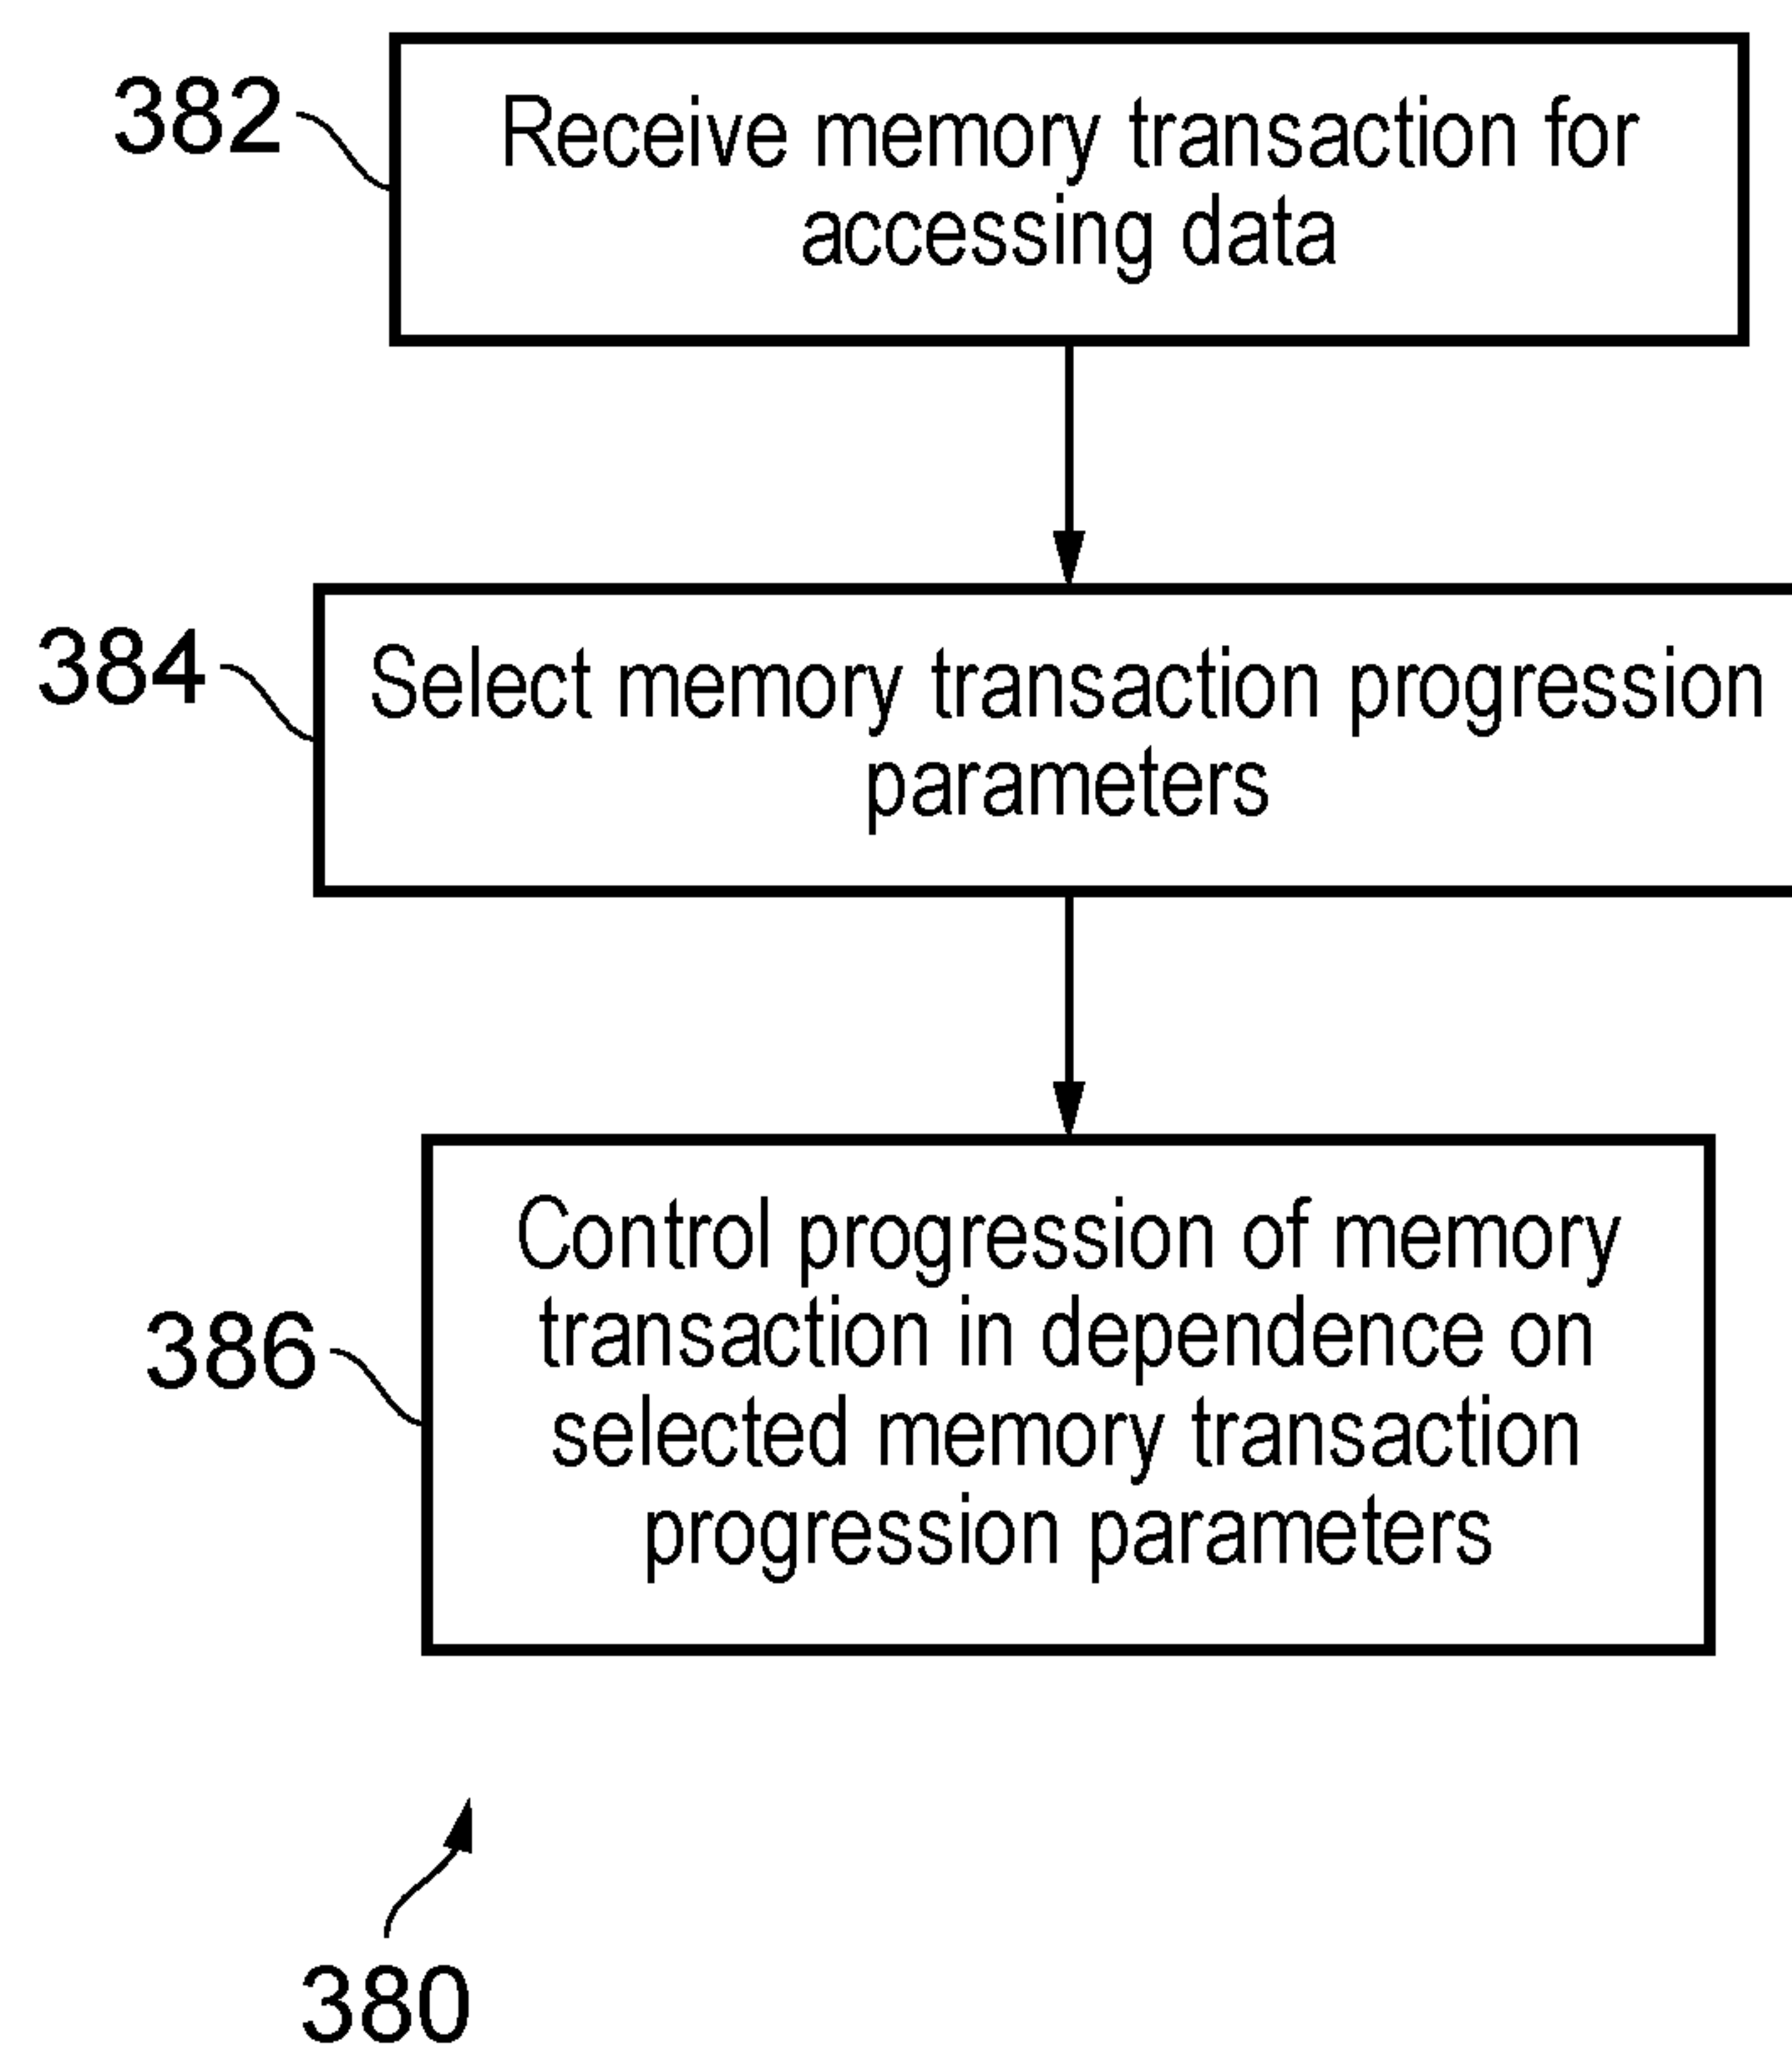 382
Receive memory transaction for
accessing data
384
Select memory transaction progression
parameters
Control progression of memory
386
transaction in dependence on
selected memory transaction
progression parameters
380